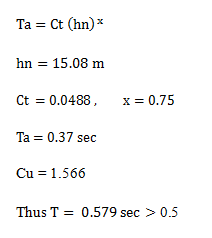 Ta = Ct (hn)ˣ
hn = 15.08 m
Ct = 0.0488 , x = 0.75
Ta = 0.37 sec
Cu = 1.566
Thus T = 0.579 sec > 0.5